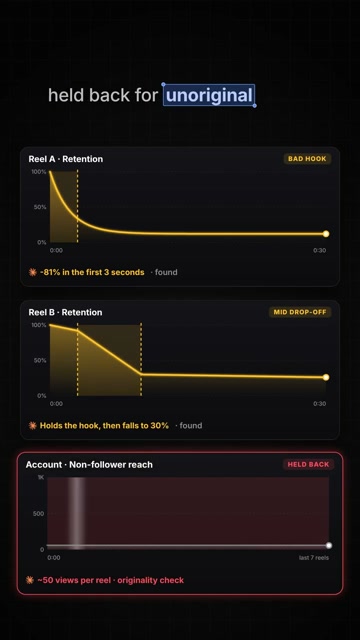 held back for unoriginal
Reel A · Retention
BAD HOOK
100%
50%
0%
0:00
0:30
-81% in the first 3 seconds · found
Reel B · Retention
MID DROP-OFF
100%
50%
0%
0:00
0:30
Holds the hook, then falls to 30% · found
Account · Non-follower reach
HELD BACK
1K
500
0
0:00
last 7 reels
~50 views per reel · originality check